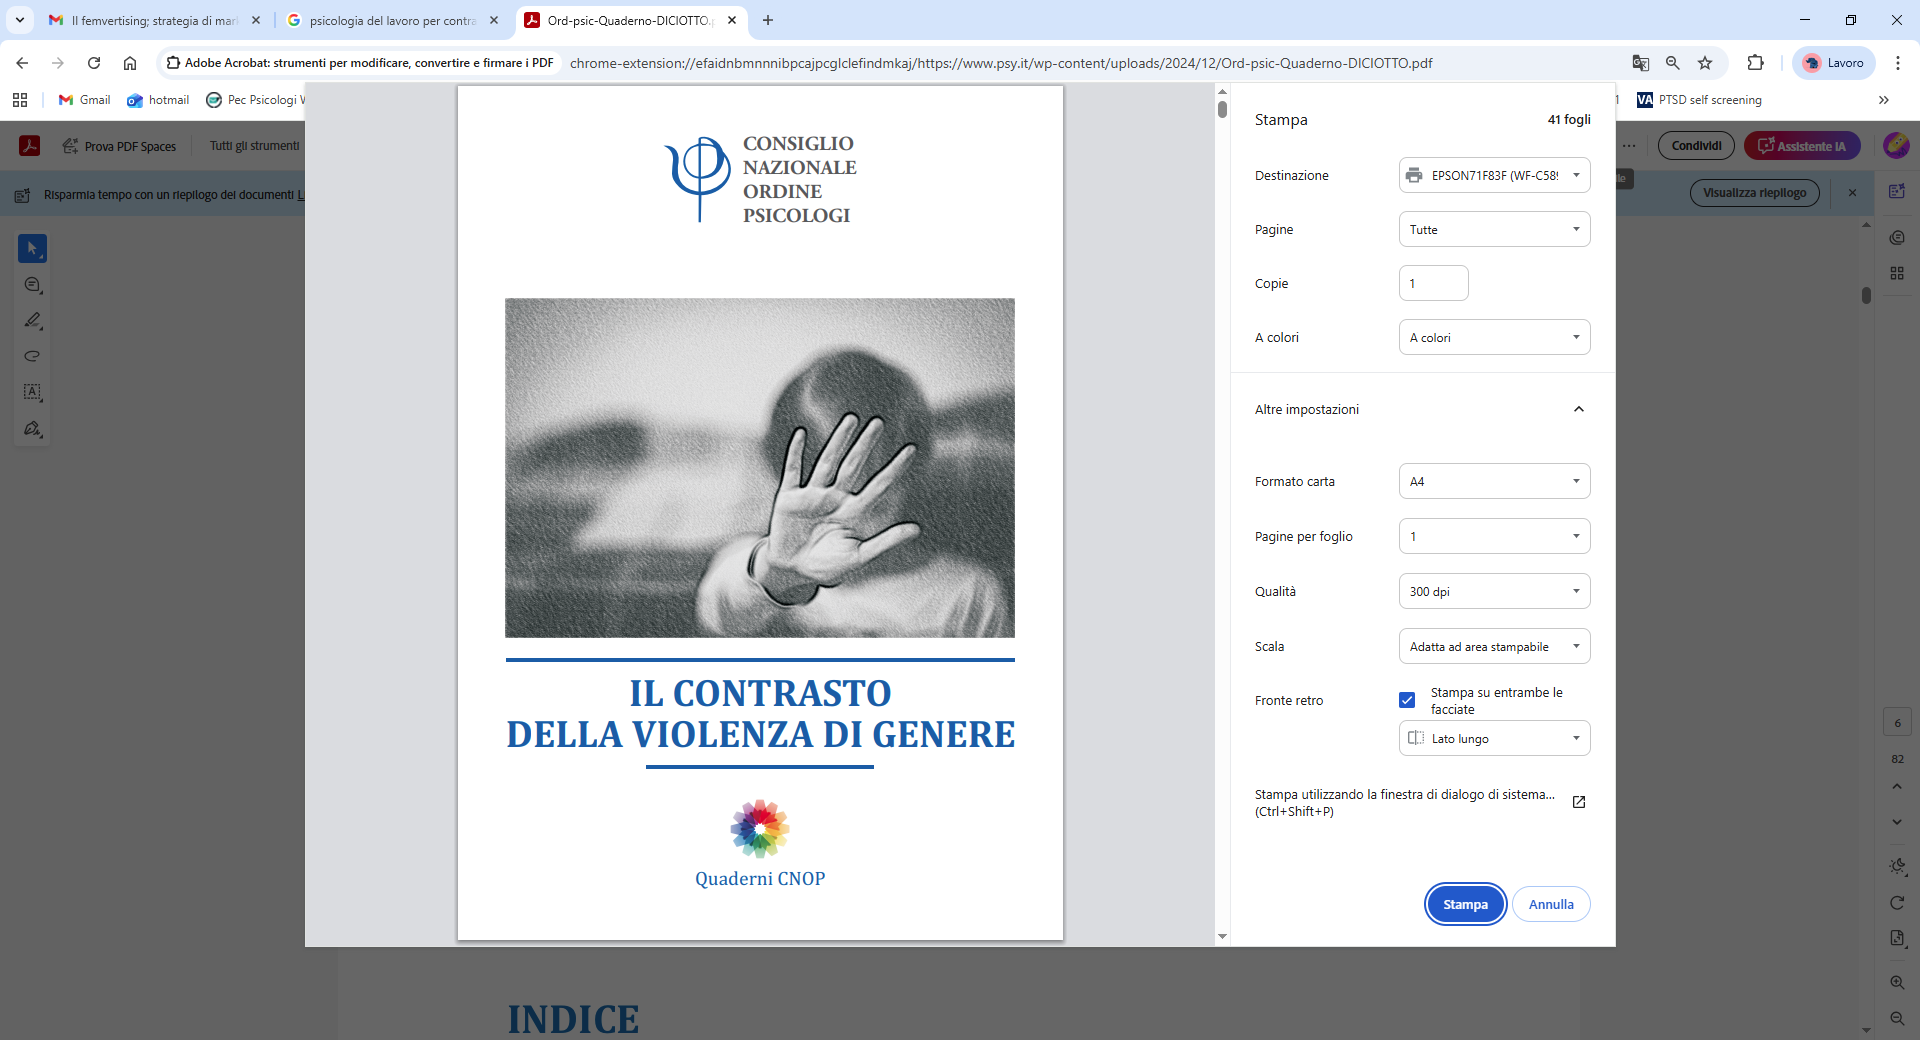 Il femvertising; strategia di mar
psicologia del lavoro per contra
Ord-psic-Quaderno-DICIOTTO.p
Adobe Acrobat: strumenti per modificare, convertire e firmare i PDF
chrome-extension://efaidnbmnnnibpcajpcglclefindmkaj/https://www.psy.it/wp-content/uploads/2024/12/Ord-psic-Quaderno-DICIOTTO.pdf
Lavoro
Gmail
hotmail
Pec Psicologi
VA PTSD self screening
Prova PDF Spaces
Tutti gli strumenti
Condividi
Assistente IA
Risparmia tempo con un riepilogo dei documenti
Visualizza riepilogo
CONSIGLIO
NAZIONALE
ORDINE
PSICOLOGI
IL CONTRASTO
DELLA VIOLENZA DI GENERE
Quaderni CNOP
Stampa
41 fogli
Destinazione
EPSON71F83F (WF-C58
Pagine
Tutte
Copie
1
A colori
A colori
Altre impostazioni
Formato carta
A4
Pagine per foglio
1
Qualità
300 dpi
Scala
Adatta ad area stampabile
Fronte retro
Stampa su entrambe le
facciate
Lato lungo
Stampa utilizzando la finestra di dialogo di sistema...
(Ctrl+Shift+P)
Stampa
Annulla
6
82
INDICE